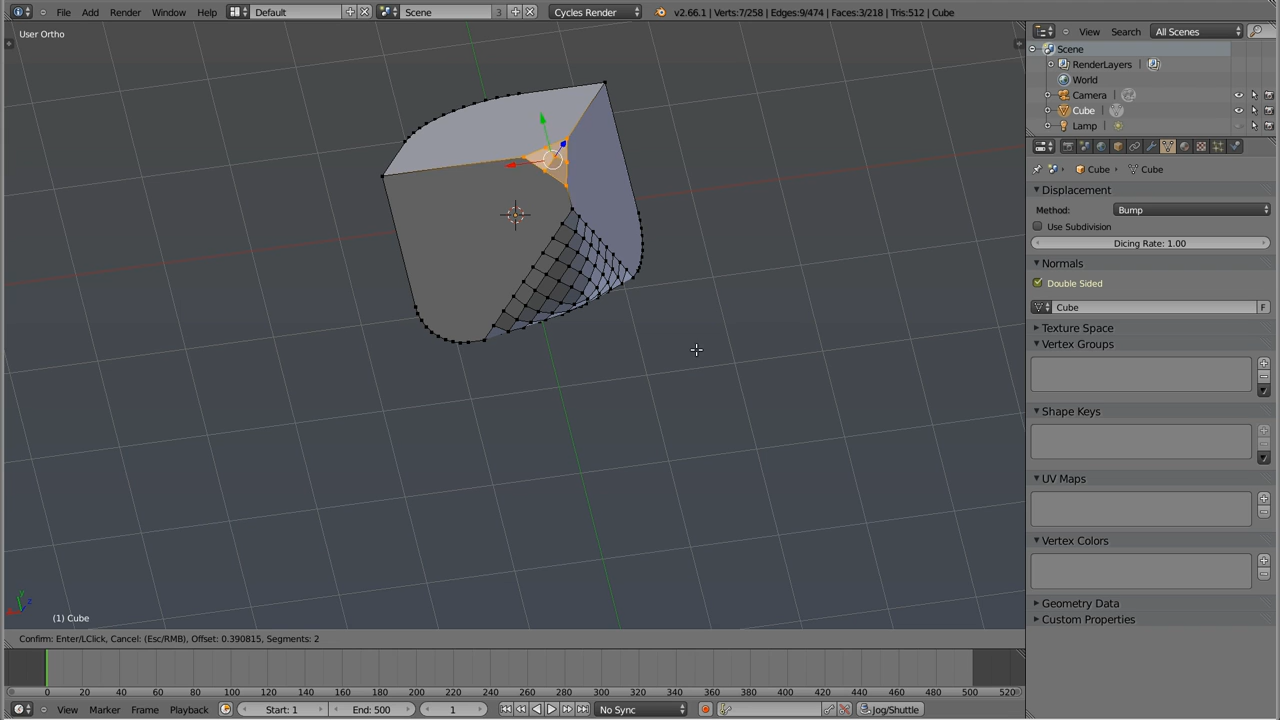 File Add Render Window Help Default Scene 3 Cycles Render v2.66.1 | Verts:7/258 | Edges:9/474 | Faces:3/218 | Tris:512 | Cube
User Ortho
View Search All Scenes
Scene
RenderLayers
World
Camera
Cube
Lamp
Cube Cube
Displacement
Method: Bump
Use Subdivision
Dicing Rate: 1.00
Normals
Double Sided
Cube F
Texture Space
Vertex Groups
Shape Keys
UV Maps
Vertex Colors
Geometry Data
Custom Properties
(1) Cube
Confirm: Enter/LClick, Cancel: (Esc/RMB), Offset: 0.390815, Segments: 2
0 20 40 60 80 100 120 140 160 180 200 220 240 260 280 300 320 340 360 380 400 420 440 460 480 500 520
View Marker Frame Playback Start: 1 End: 500 1 No Sync Jog/Shuttle